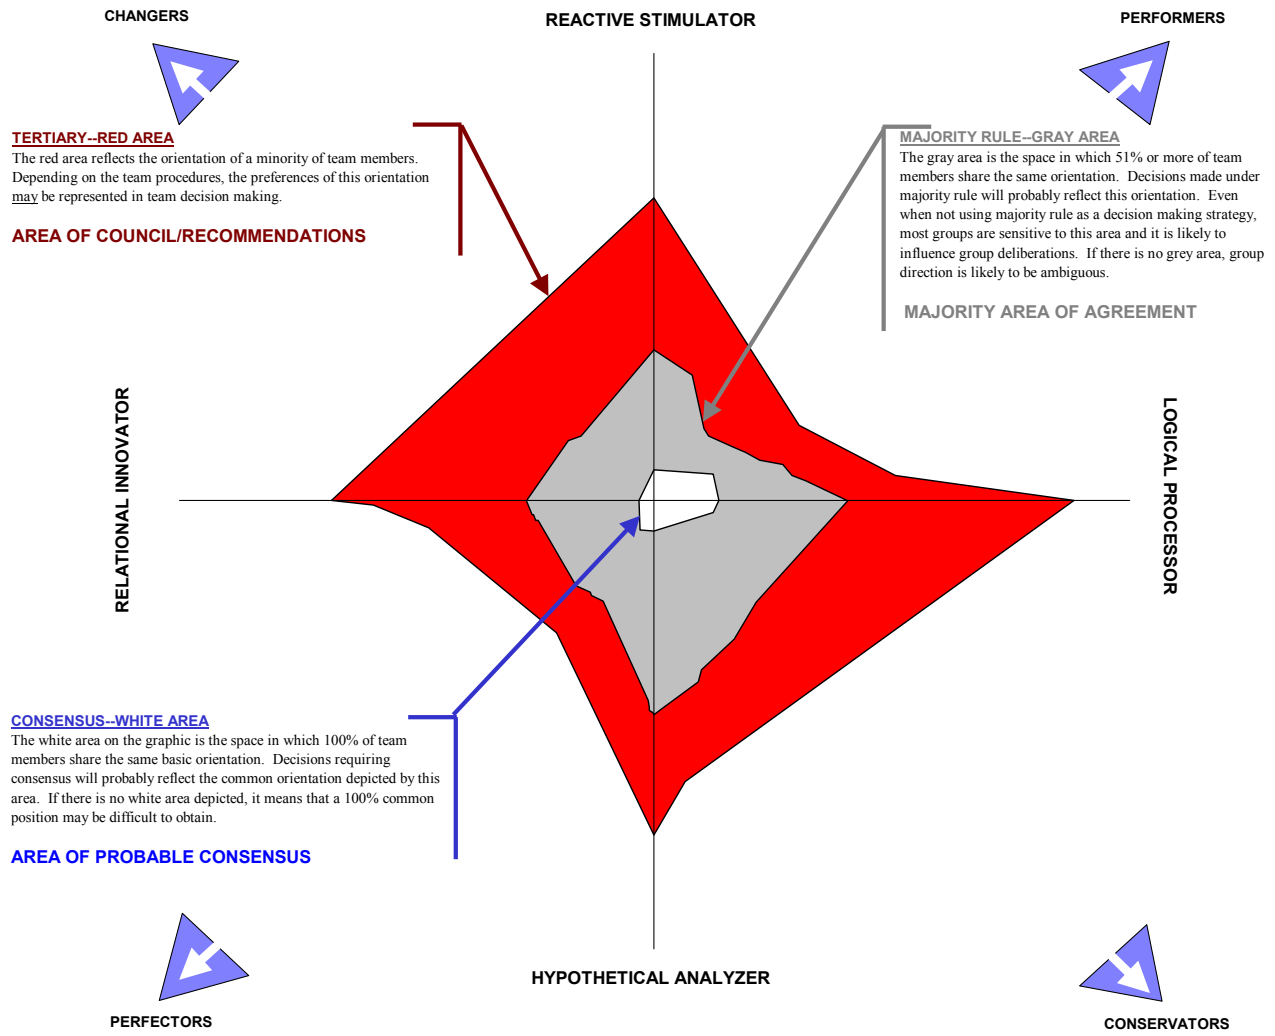 CHANGERS
REACTIVE STIMULATOR
PERFORMERS
TERTIARY--RED AREA
The red area reflects the orientation of a minority of team members.
Depending on the team procedures, the preferences of this orientation
may be represented in team decision making.
AREA OF COUNCIL/RECOMMENDATIONS
MAJORITY RULE--GRAY AREA
The gray area is the space in which 51% or more of team
members share the same orientation.  Decisions made under
majority rule will probably reflect this orientation.  Even
when not using majority rule as a decision making strategy,
most groups are sensitive to this area and it is likely to
influence group deliberations.  If there is no grey area, group
direction is likely to be ambiguous.
MAJORITY AREA OF AGREEMENT
RELATIONAL INNOVATOR
LOGICAL PROCESSOR
CONSENSUS--WHITE AREA
The white area on the graphic is the space in which 100% of team
members share the same basic orientation.  Decisions requiring
consensus will probably reflect the common orientation depicted by this
area.  If there is no white area depicted, it means that a 100% common
position may be difficult to obtain.
AREA OF PROBABLE CONSENSUS
HYPOTHETICAL ANALYZER
PERFECTORS
CONSERVATORS